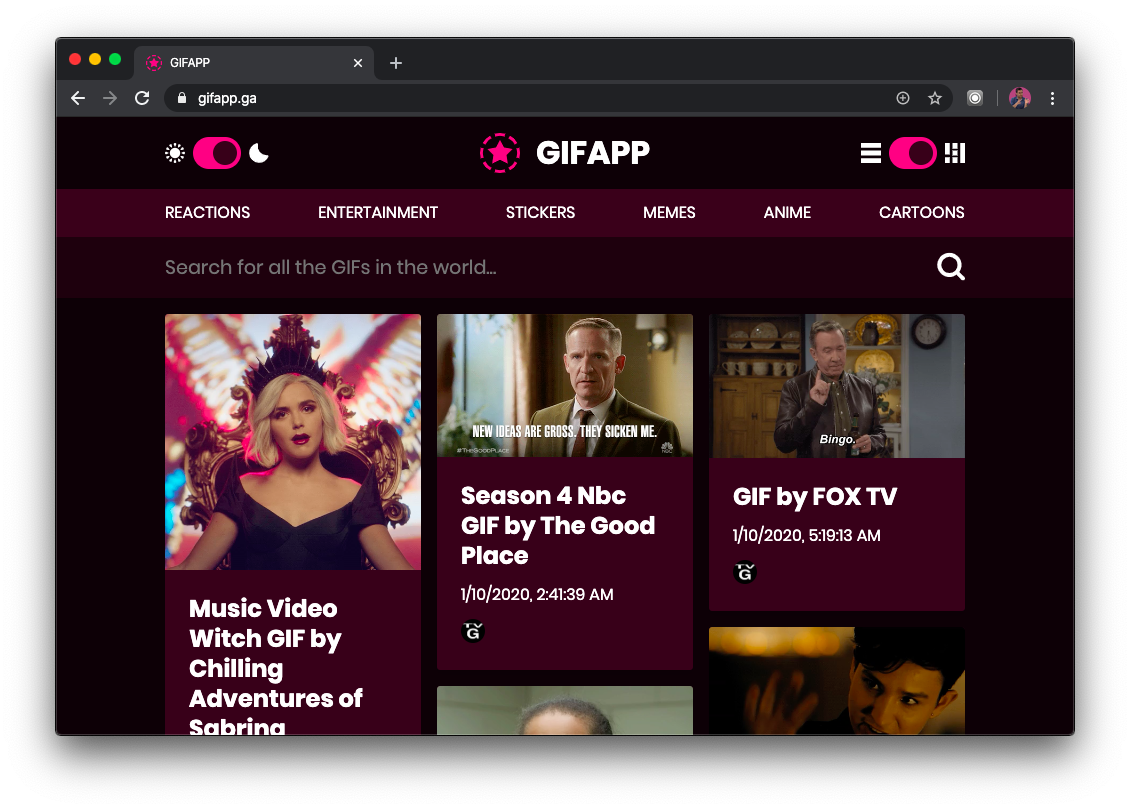 GIFAPP
gifapp.ga
GIFAPP
REACTIONS ENTERTAINMENT STICKERS MEMES ANIME CARTOONS
Search for all the GIFs in the world...
NEW IDEAS ARE GROSS. THEY SICKEN ME.
#THEGOODPLACE
NBC
Bingo.
Music Video
Witch GIF by
Chilling
Adventures of
Sabrina
Season 4 Nbc
GIF by The Good
Place
1/10/2020, 2:41:39 AM
TV
G
GIF by FOX TV
1/10/2020, 5:19:13 AM
TV
G